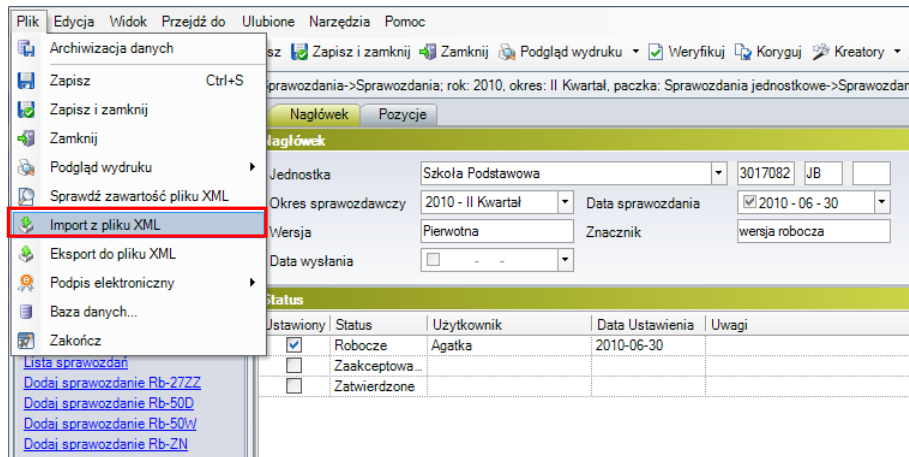 Plik Edycja Widok Przejdź do Ulubione Narzędzia Pomoc
sz Zapisz i zamknij Zamknij Podgląd wydruku Weryfikuj Koryguj Kreatory
Archiwizacja danych
Zapisz Ctrl+S
Zapisz i zamknij
Zamknij
Podgląd wydruku
Sprawdź zawartość pliku XML
Import z pliku XML
Eksport do pliku XML
Podpis elektroniczny
Baza danych...
Zakończ
Lista sprawozdań
Dodaj sprawozdanie Rb-27ZZ
Dodaj sprawozdanie Rb-50D
Dodaj sprawozdanie Rb-50W
Dodaj sprawozdanie Rb-ZN
Sprawozdania->Sprawozdania; rok: 2010, okres: II Kwartał, paczka: Sprawozdania jednostkowe->Sprawozdan
Nagłówek Pozycje
Nagłówek
Jednostka Szkoła Podstawowa 3017082 JB
Okres sprawozdawczy 2010 - II Kwartał Data sprawozdania 2010 - 06 - 30
Wersja Pierwotna Znacznik wersja robocza
Data wysłania - -
Status
Ustawiony Status Użytkownik Data Ustawienia Uwagi
Robocze Agatka 2010-06-30
Zaakceptowa...
Zatwierdzone